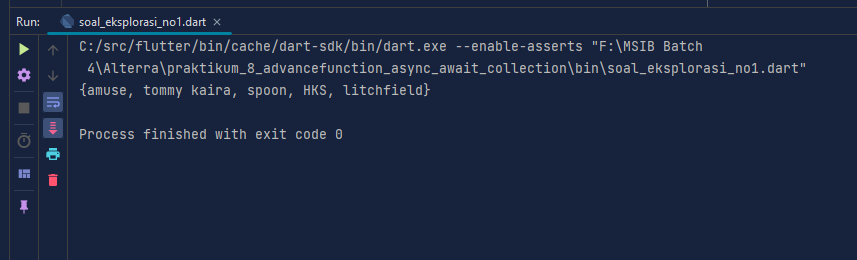 Run: soal_eksplorasi_no1.dart ×
C:/src/flutter/bin/cache/dart-sdk/bin/dart.exe --enable-asserts "F:\MSIB Batch
4\Alterra\praktikum_8_advancefunction_async_await_collection\bin\soal_eksplorasi_no1.dart"
{amuse, tommy kaira, spoon, HKS, litchfield}
Process finished with exit code 0